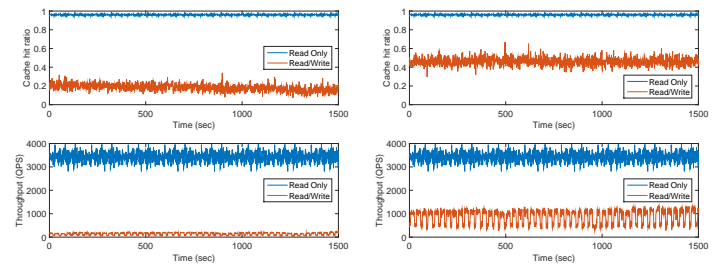 1
0.8
0.6
0.4
0.2
0
Cache hit ratio
Read Only
Read/Write
0 500 1000 1500
Time (sec)
1
0.8
0.6
0.4
0.2
0
Cache hit ratio
Read Only
Read/Write
0 500 1000 1500
Time (sec)
4000
3000
2000
1000
0
Throughout (QPS)
Read Only
Read/Write
0 500 1000 1500
Time (sec)
4000
3000
2000
1000
0
Throughout (QPS)
Read Only
Read/Write
0 500 1000 1500
Time (sec)